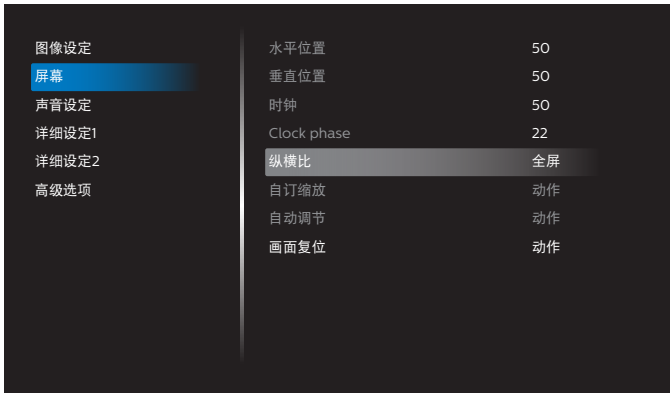 图像设定
屏幕
声音设定
详细设定1
详细设定2
高级选项
水平位置 50
垂直位置 50
时钟 50
Clock phase 22
纵横比 全屏
自订缩放 动作
自动调节 动作
画面复位 动作